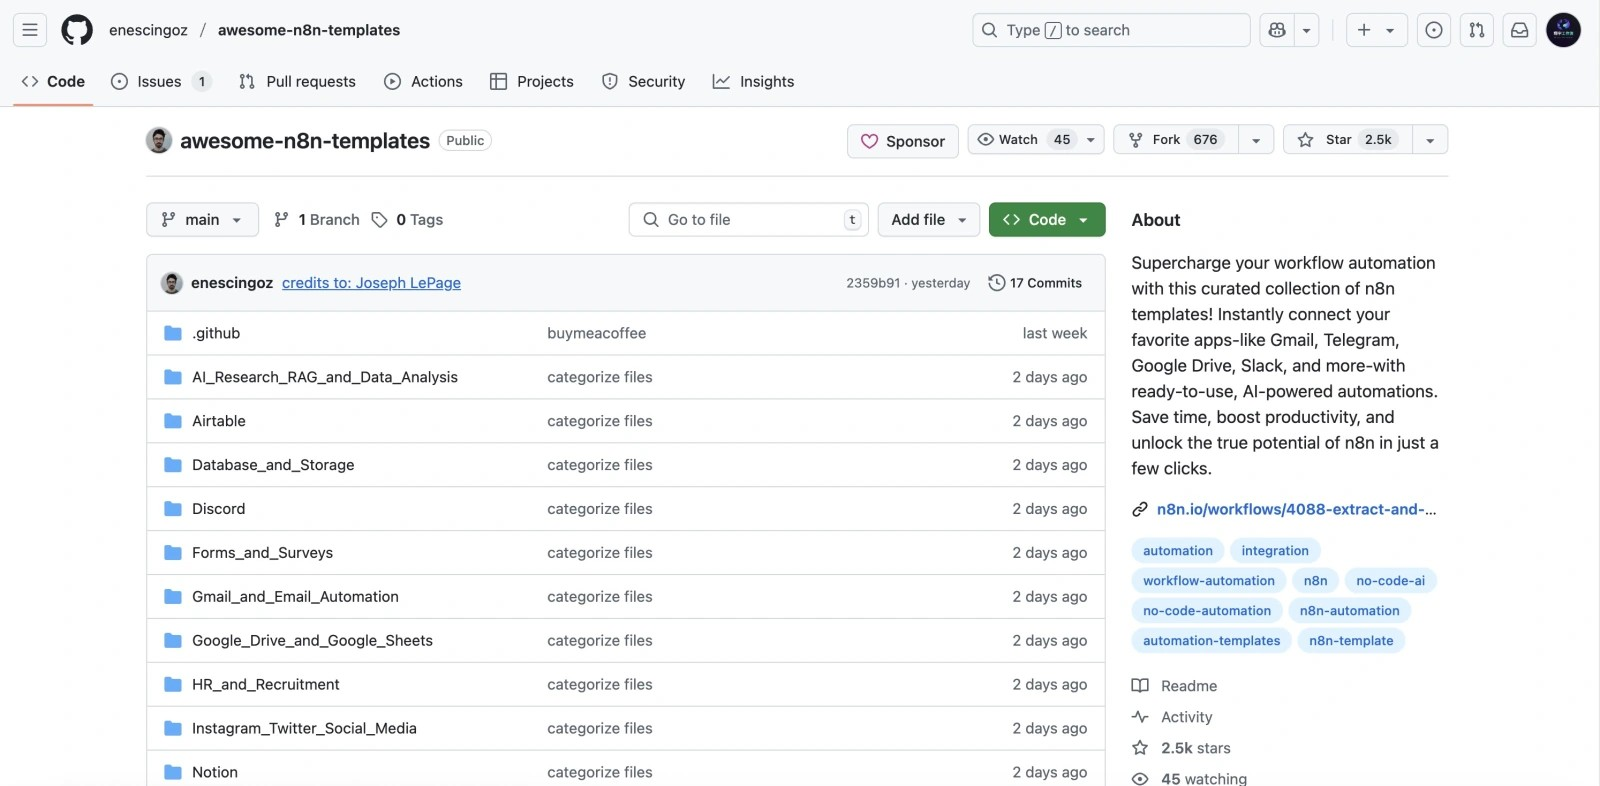 enescingoz / awesome-n8n-templates
Type / to search
Code
Issues 1
Pull requests
Actions
Projects
Security
Insights
awesome-n8n-templates Public
Sponsor
Watch 45
Fork 676
Star 2.5k
main
1 Branch
0 Tags
Go to file t
Add file
Code
enescingoz credits to: Joseph LePage 2359b91 · yesterday 17 Commits
.github buymeacoffee last week
AI_Research_RAG_and_Data_Analysis categorize files 2 days ago
Airtable categorize files 2 days ago
Database_and_Storage categorize files 2 days ago
Discord categorize files 2 days ago
Forms_and_Surveys categorize files 2 days ago
Gmail_and_Email_Automation categorize files 2 days ago
Google_Drive_and_Google_Sheets categorize files 2 days ago
HR_and_Recruitment categorize files 2 days ago
Instagram_Twitter_Social_Media categorize files 2 days ago
Notion categorize files 2 days ago
About
Supercharge your workflow automation
with this curated collection of n8n
templates! Instantly connect your
favorite apps-like Gmail, Telegram,
Google Drive, Slack, and more-with
ready-to-use, AI-powered automations.
Save time, boost productivity, and
unlock the true potential of n8n in just a
few clicks.
n8n.io/workflows/4088-extract-and-...
automation integration
workflow-automation n8n no-code-ai
no-code-automation n8n-automation
automation-templates n8n-template
Readme
Activity
2.5k stars
45 watching